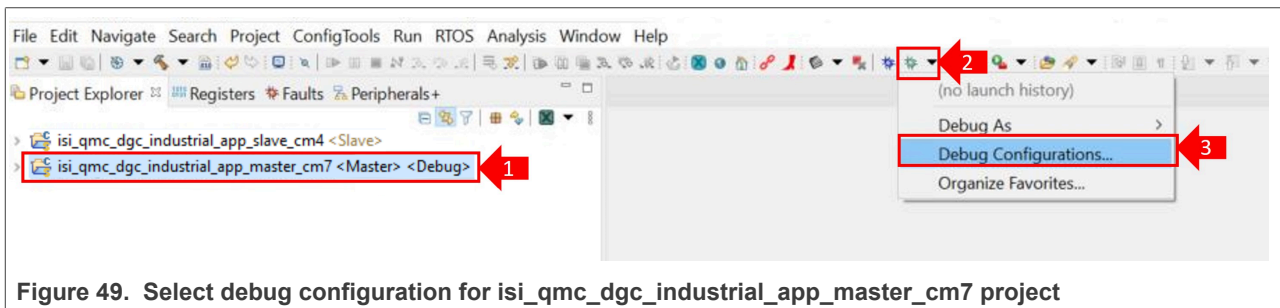 File Edit Navigate Search Project ConfigTools Run RTOS Analysis Window Help
Project Explorer Registers Faults Peripherals+
(no launch history)
Debug As
Debug Configurations...
Organize Favorites...
isi_qmc_dgc_industrial_app_slave_cm4 <Slave>
isi_qmc_dgc_industrial_app_master_cm7 <Master> <Debug>
1
2
3
Figure 49. Select debug configuration for isi_qmc_dgc_industrial_app_master_cm7 project